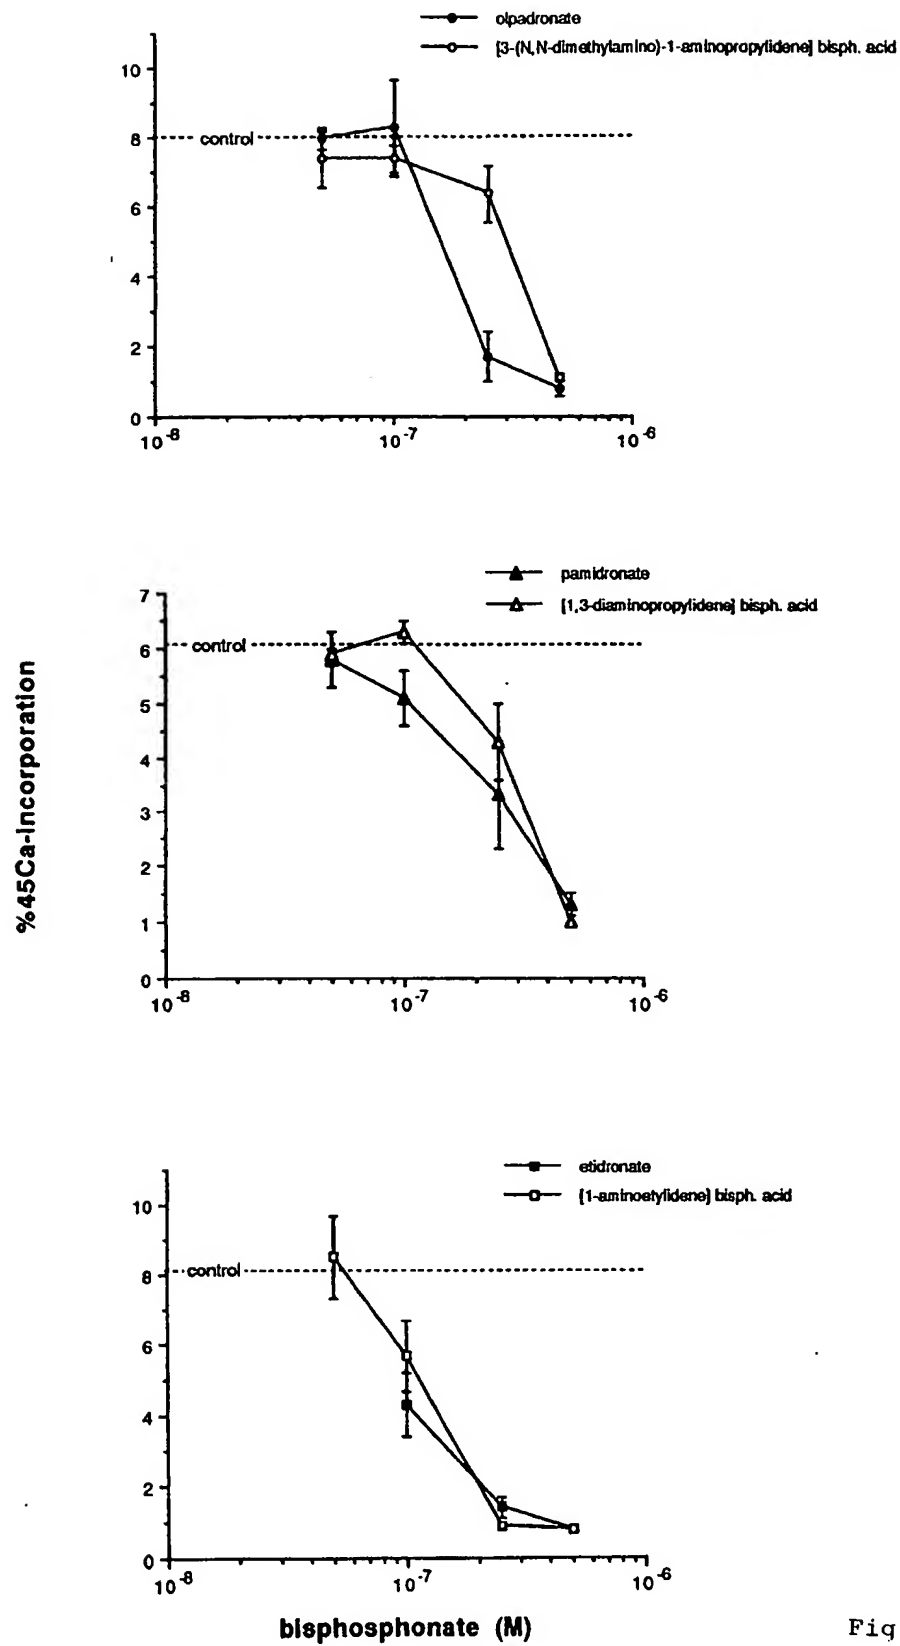 olpadronate
[3-(N,N-dimethylamino)-1-aminopropylidene] bisph. acid
10
8
control
6
4
2
0
10-8
10-7
10-6
pamidronate
[1,3-diaminopropylidene] bisph. acid
7
control
6
5
4
3
2
1
0
10-8
10-7
10-6
%45Ca-incorporation
etidronate
[1-aminoetylidene] bisph. acid
10
control
8
6
4
2
0
10-8
10-7
10-6
bisphosphonate (M)
Fig